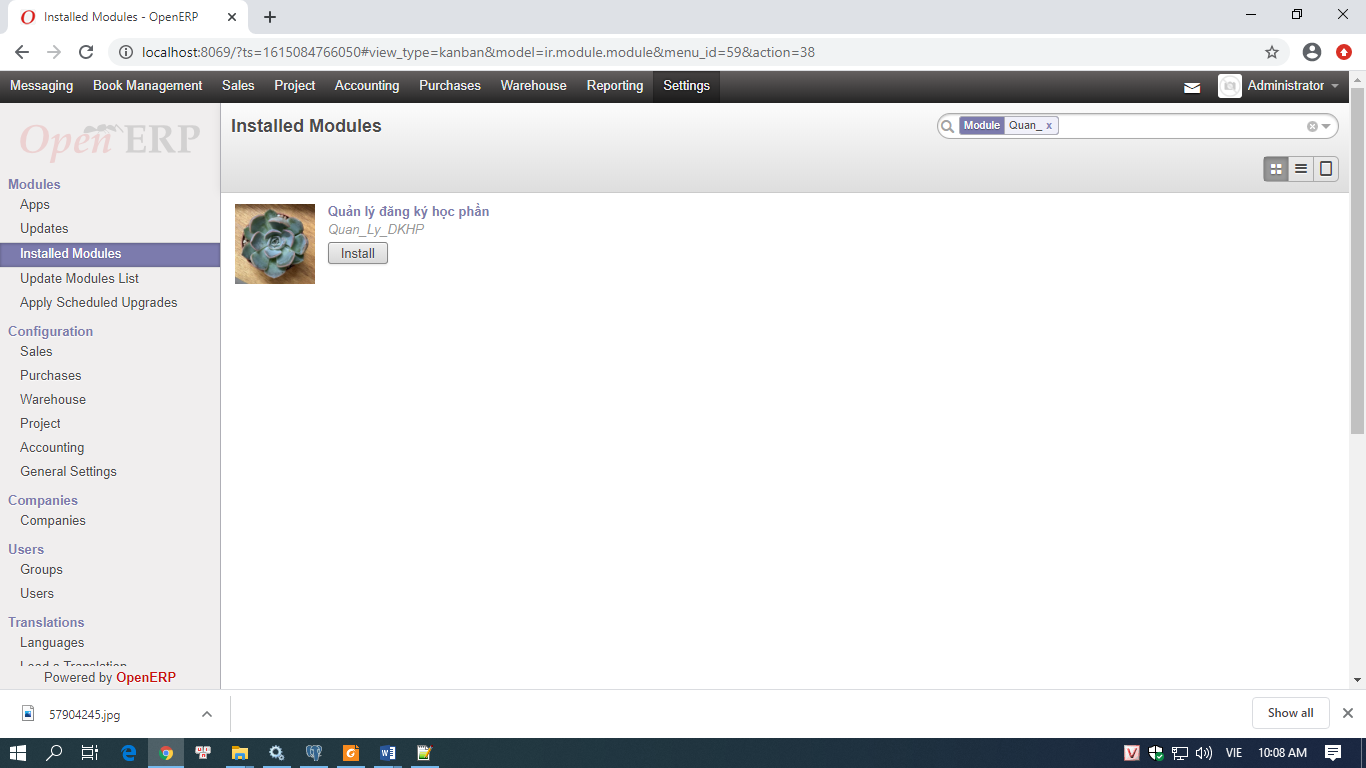 Installed Modules - OpenERP
localhost:8069/?ts=1615084766050#view_type=kanban&model=ir.module.module&menu_id=59&action=38
Messaging Book Management Sales Project Accounting Purchases Warehouse Reporting Settings Administrator
Open ERP
Installed Modules
Module Quan_ x
Modules
Apps
Updates
Installed Modules
Update Modules List
Apply Scheduled Upgrades
Configuration
Sales
Purchases
Warehouse
Project
Accounting
General Settings
Companies
Companies
Users
Groups
Users
Translations
Languages
Load a Translation
Powered by OpenERP
Quản lý đăng ký học phần
Quan_Ly_DKHP
Install
57904245.jpg
Show all
VIE 10:08 AM